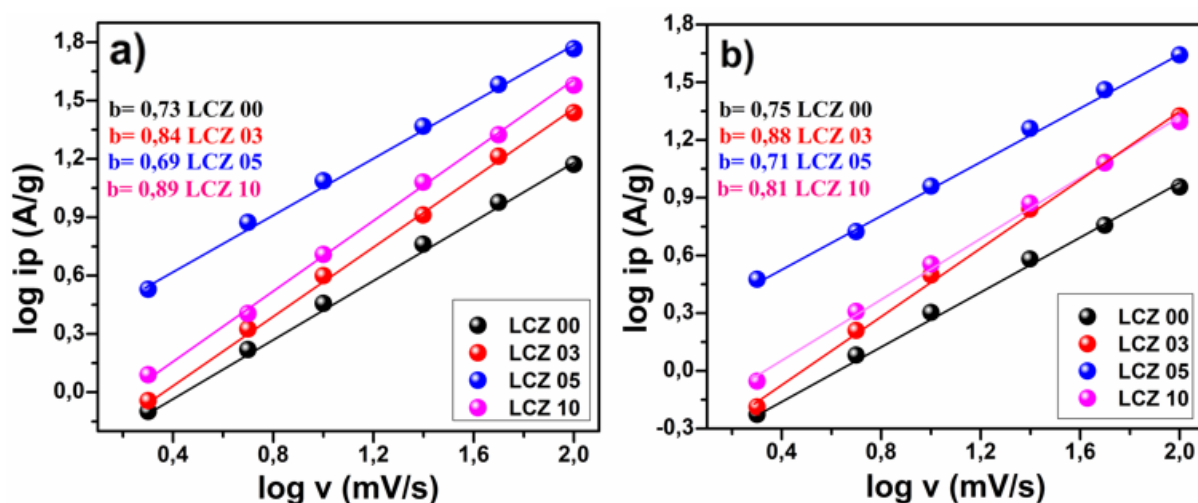 a)
b= 0,73 LCZ 00
b= 0,84 LCZ 03
b= 0,69 LCZ 05
b= 0,89 LCZ 10
1,8
1,5
1,2
0,9
0,6
0,3
0,0
log ip (A/g)
LCZ 00
LCZ 03
LCZ 05
LCZ 10
0,4 0,8 1,2 1,6 2,0
log v (mV/s)
b)
b= 0,75 LCZ 00
b= 0,88 LCZ 03
b= 0,71 LCZ 05
b= 0,81 LCZ 10
1,8
1,5
1,2
0,9
0,6
0,3
0,0
-0,3
log ip (A/g)
LCZ 00
LCZ 03
LCZ 05
LCZ 10
0,4 0,8 1,2 1,6 2,0
log v (mV/s)